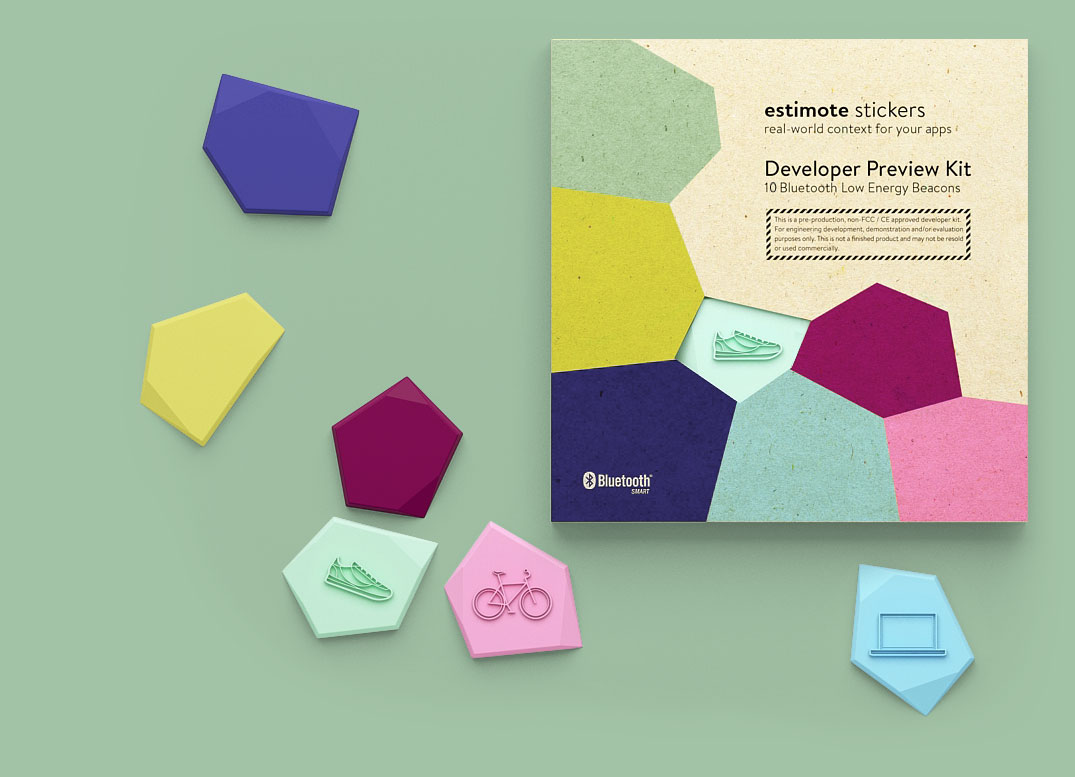 estimote stickers
real-world context for your apps
Developer Preview Kit
10 Bluetooth Low Energy Beacons
This is a pre-production, non-FCC / CE approved developer kit.
For engineering development, demonstration and/or evaluation
purposes only. This is not a finished product and may not be resold
or used commercially.
Bluetooth®
SMART